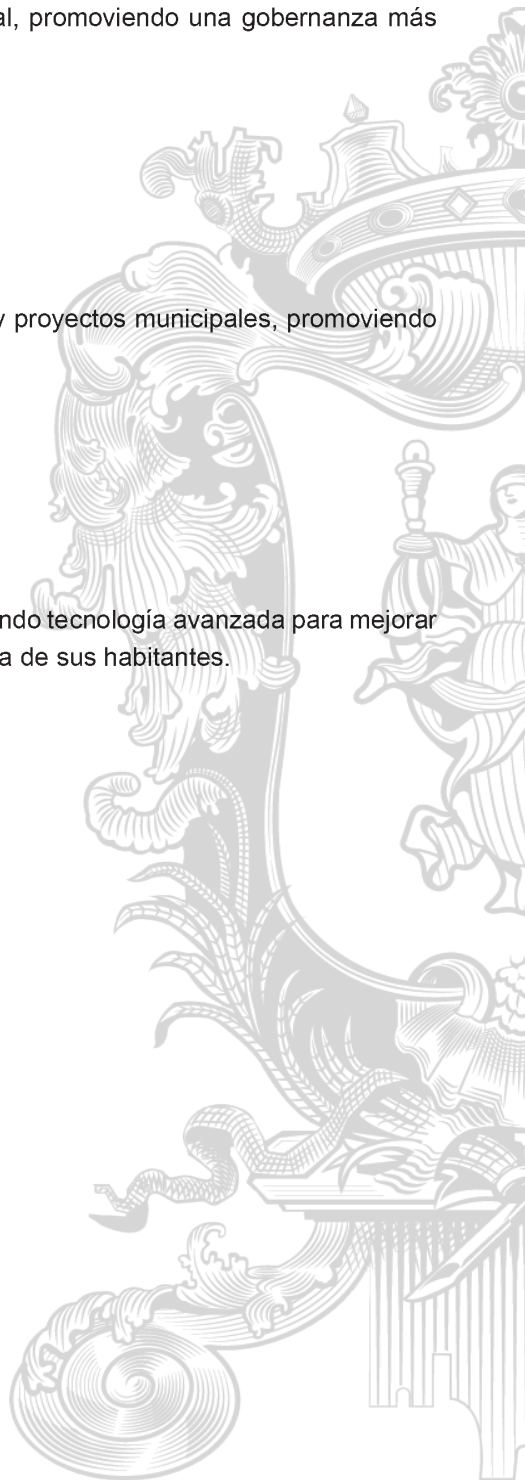 al, promoviendo una gobernanza más
y proyectos municipales, promoviendo
ndo tecnología avanzada para mejorar
a de sus habitantes.